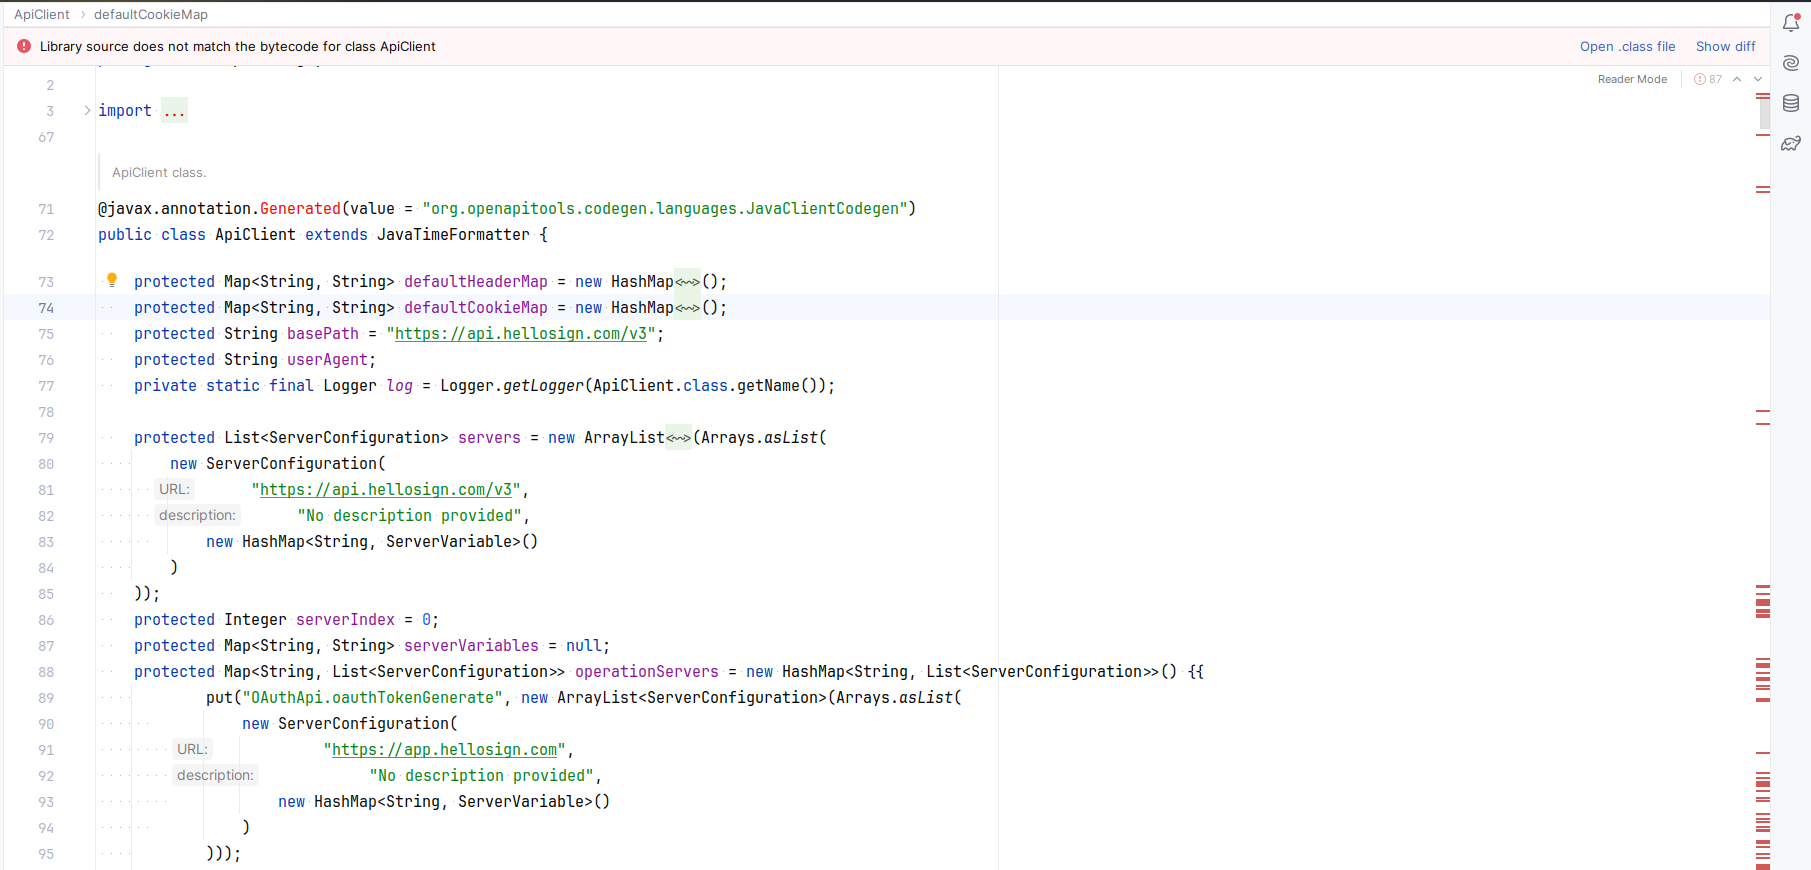 ApiClient › defaultCookieMap
Library source does not match the bytecode for class ApiClient Open .class file Show diff
Reader Mode 87
2
3 import ...
67
ApiClient class.
71 @javax.annotation.Generated(value = "org.openapitools.codegen.languages.JavaClientCodegen")
72 public class ApiClient extends JavaTimeFormatter {
73 protected Map<String, String> defaultHeaderMap = new HashMap<~>();
74 protected Map<String, String> defaultCookieMap = new HashMap<~>();
75 protected String basePath = "https://api.hellosign.com/v3";
76 protected String userAgent;
77 private static final Logger log = Logger.getLogger(ApiClient.class.getName());
78
79 protected List<ServerConfiguration> servers = new ArrayList<~>(Arrays.asList(
80 new ServerConfiguration(
81 URL: "https://api.hellosign.com/v3",
82 description: "No description provided",
83 new HashMap<String, ServerVariable>()
84 )
85 ));
86 protected Integer serverIndex = 0;
87 protected Map<String, String> serverVariables = null;
88 protected Map<String, List<ServerConfiguration>> operationServers = new HashMap<String, List<ServerConfiguration>>() {{
89 put("OAuthApi.oauthTokenGenerate", new ArrayList<ServerConfiguration>(Arrays.asList(
90 new ServerConfiguration(
91 URL: "https://app.hellosign.com",
92 description: "No description provided",
93 new HashMap<String, ServerVariable>()
94 )
95 )));